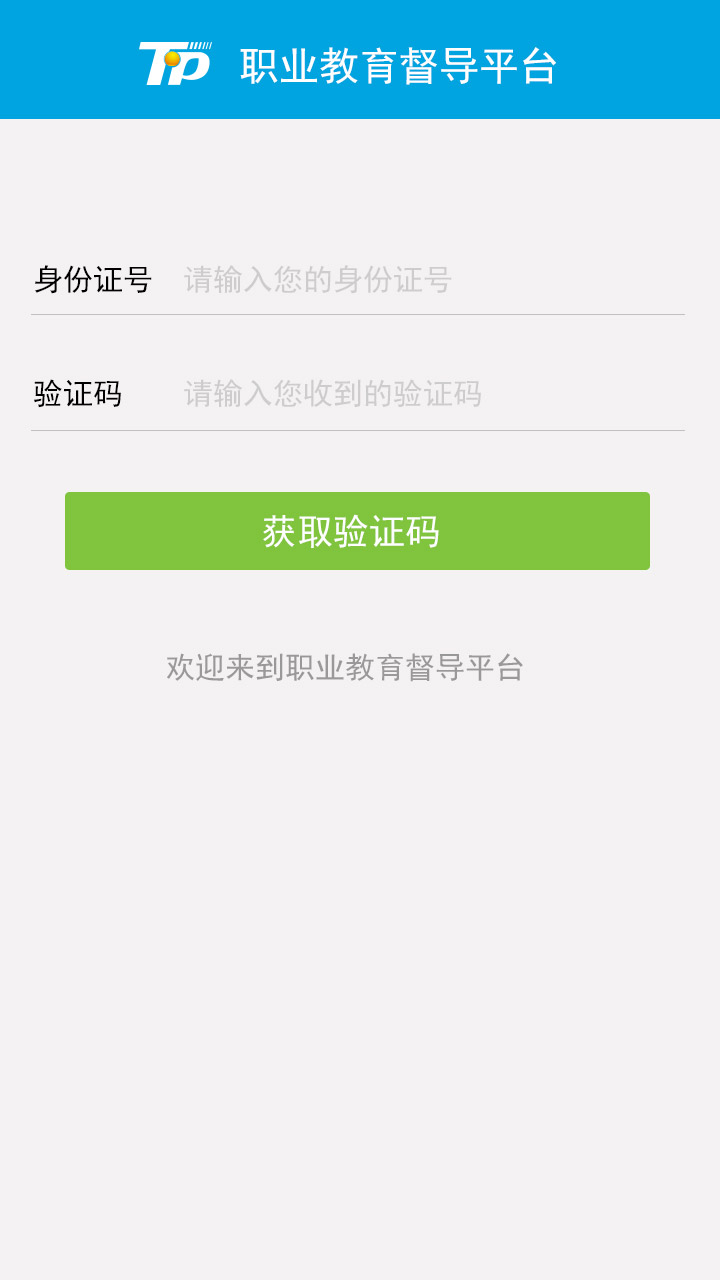 TP 职业教育督导平台
身份证号 请输入您的身份证号
验证码 请输入您收到的验证码
获取验证码
欢迎来到职业教育督导平台